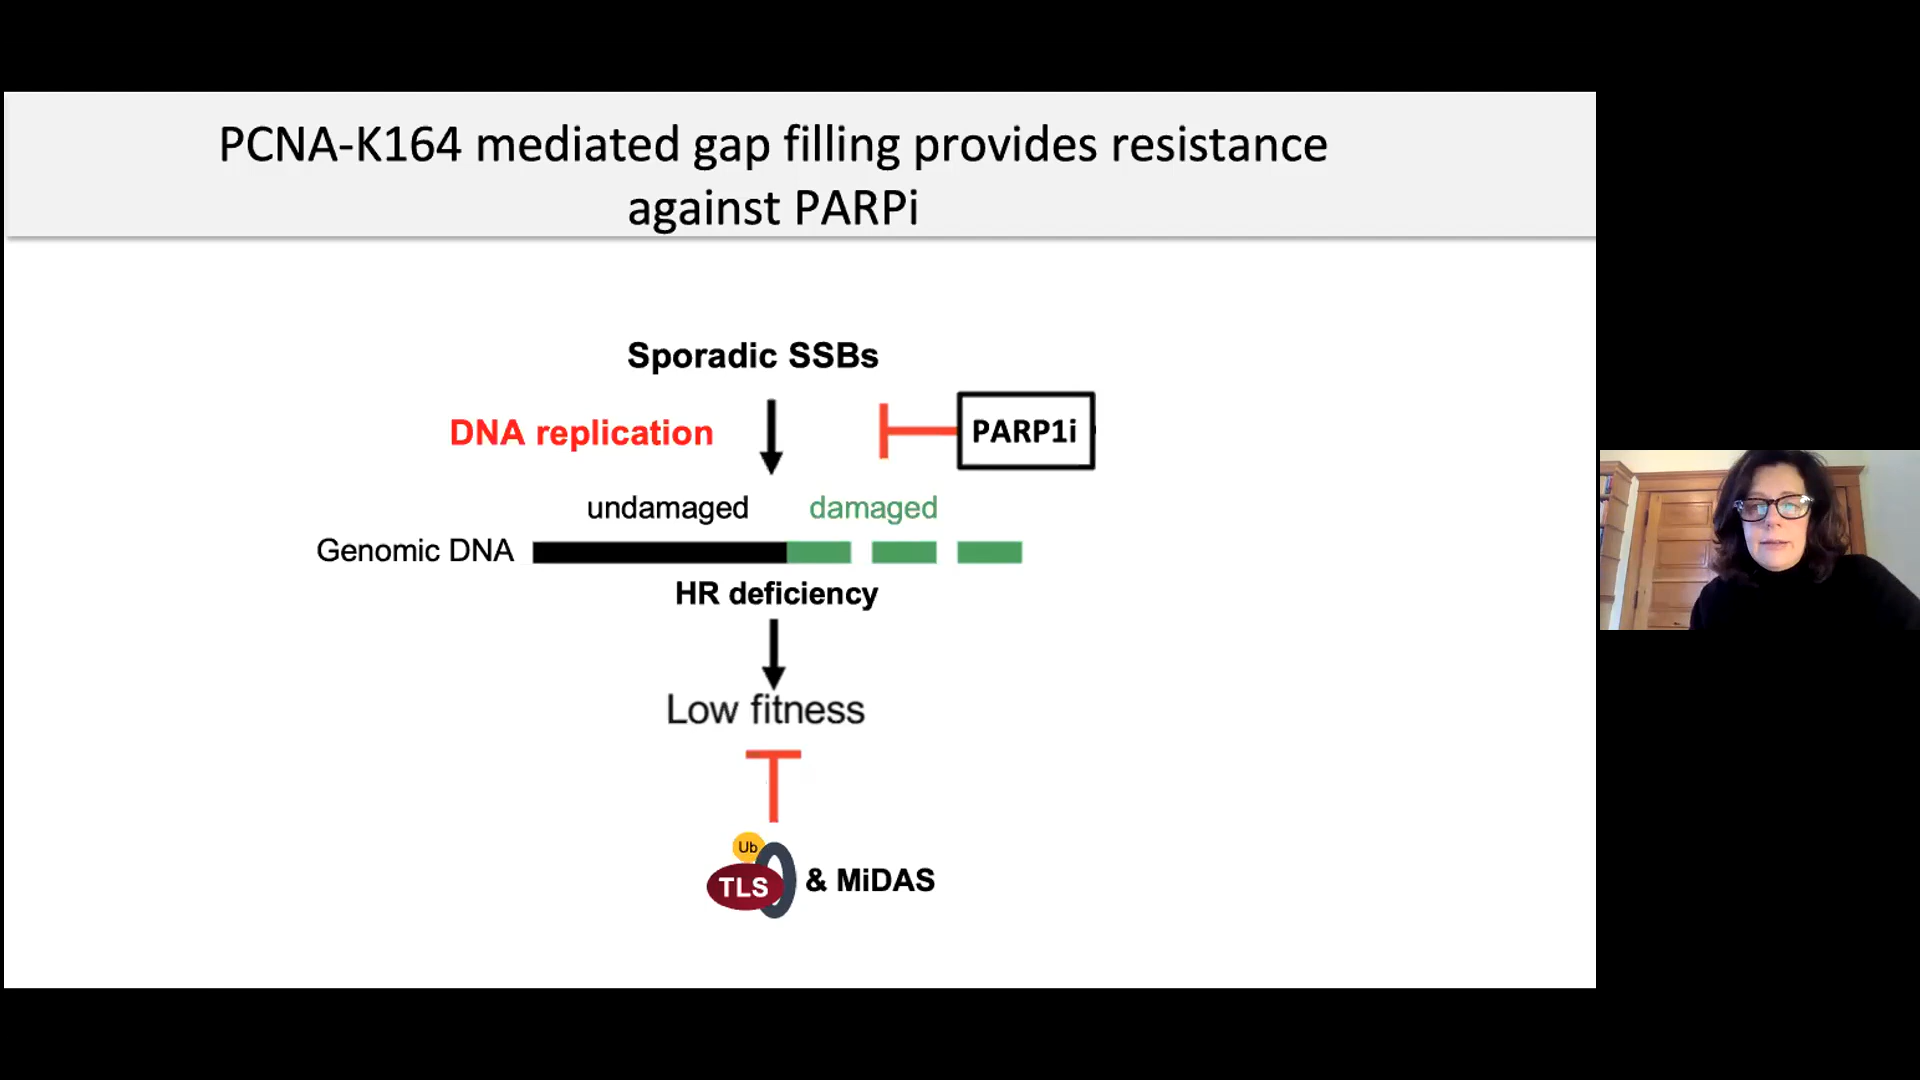 PCNA-K164 mediated gap filling provides resistance
against PARPi
Sporadic SSBs
DNA replication
PARP1i
undamaged damaged
Genomic DNA
HR deficiency
Low fitness
Ub
TLS & MiDAS